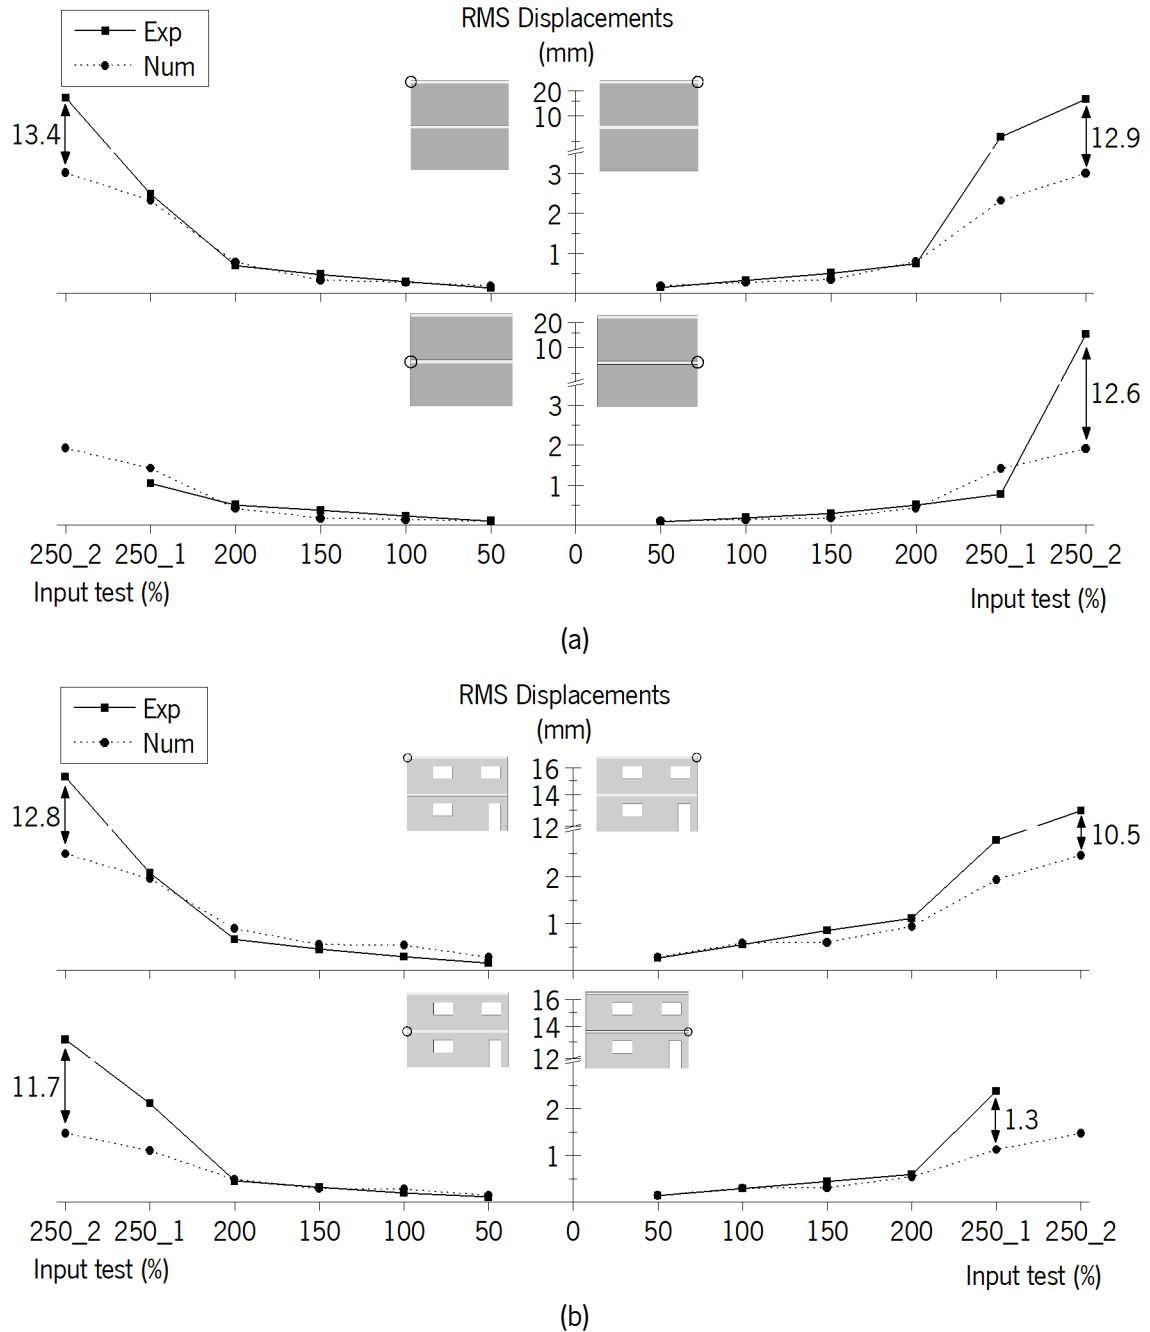 RMS Displacements
(mm)
Exp
Num
20
10
3
2
1
13.4
12.9
20
10
3
2
1
12.6
250_2 250_1 200 150 100 50 0 50 100 150 200 250_1 250_2
Input test (%)
Input test (%)
(a)
RMS Displacements
(mm)
Exp
Num
16
14
12
2
1
12.8
10.5
16
14
12
2
1
11.7
1.3
250_2 250_1 200 150 100 50 0 50 100 150 200 250_1 250_2
Input test (%)
Input test (%)
(b)